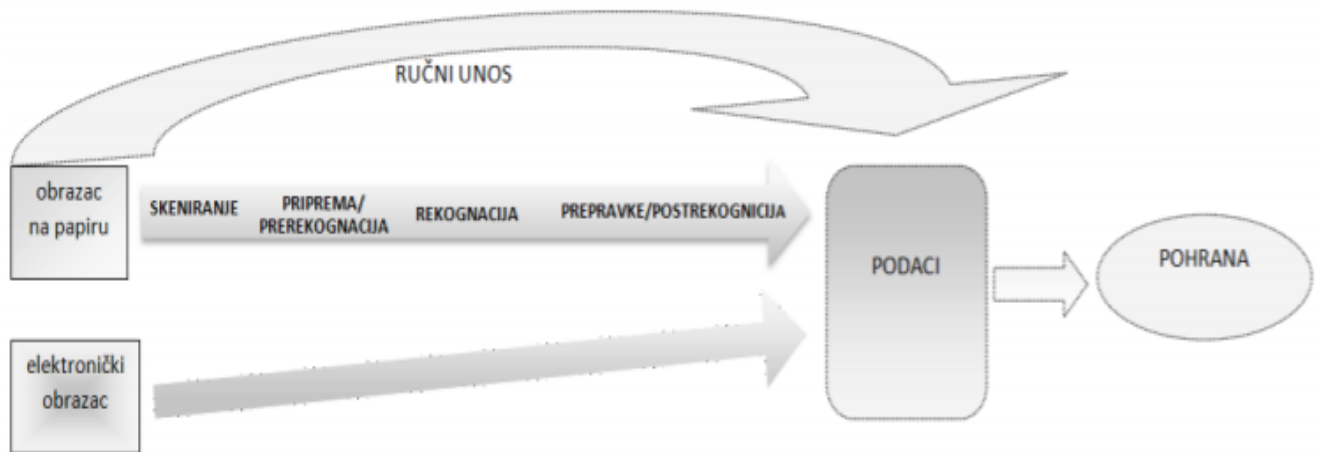 RUČNI UNOS
obrazac
na papiru
SKENIRANJE
PRIPREMA/
PREREKOGNACIJA
REKOGNACIJA
PREPRAVKE/POSTREKOGNICIJA
PODACI
POHRANA
elektronički
obrazac